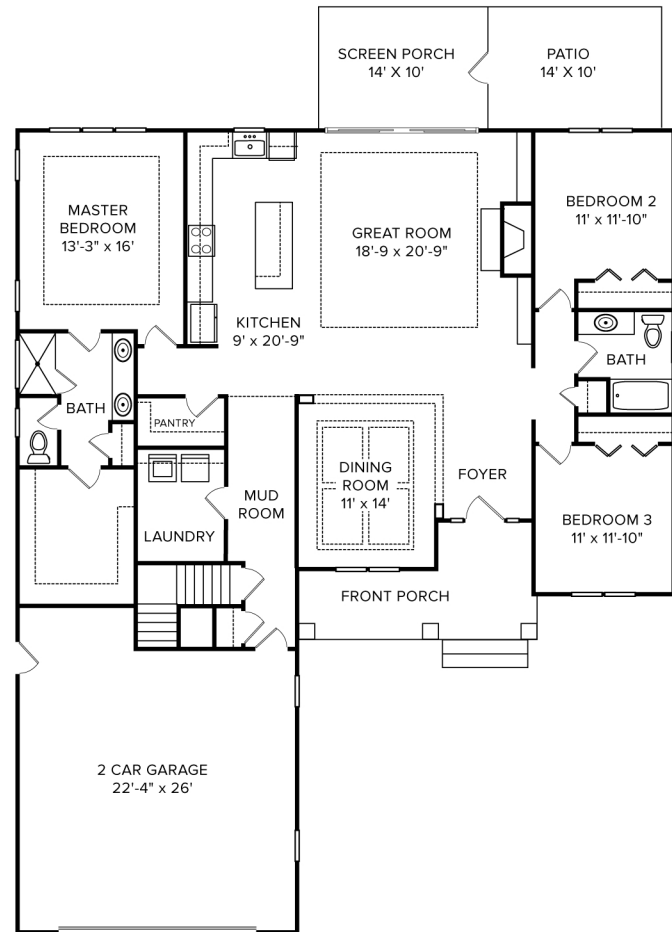 SCREEN PORCH
14' X 10'
PATIO
14' X 10'
MASTER
BEDROOM
13'-3" x 16'
GREAT ROOM
18'-9 x 20'-9"
BEDROOM 2
11' x 11'-10"
KITCHEN
9' x 20'-9"
BATH
BATH
PANTRY
DINING
ROOM
11' x 14'
FOYER
MUD
ROOM
LAUNDRY
BEDROOM 3
11' x 11'-10"
FRONT PORCH
2 CAR GARAGE
22'-4" x 26'